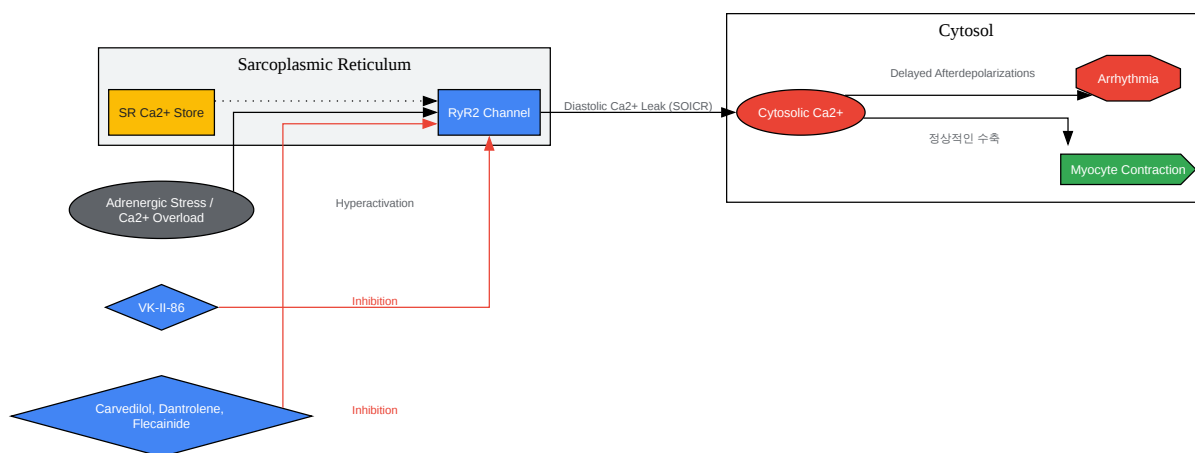 Cytosol
Sarcoplasmic Reticulum
Delayed Afterdepolarizations
Arrhythmia
SR Ca2+ Store
RyR2 Channel
Diastolic Ca2+ Leak (SOICR)
Cytosolic Ca2+
정상적인 수축
Myocyte Contraction
Adrenergic Stress /
Ca2+ Overload
Hyperactivation
VK-II-86
Inhibition
Carvedilol, Dantrolene,
Flecainide
Inhibition